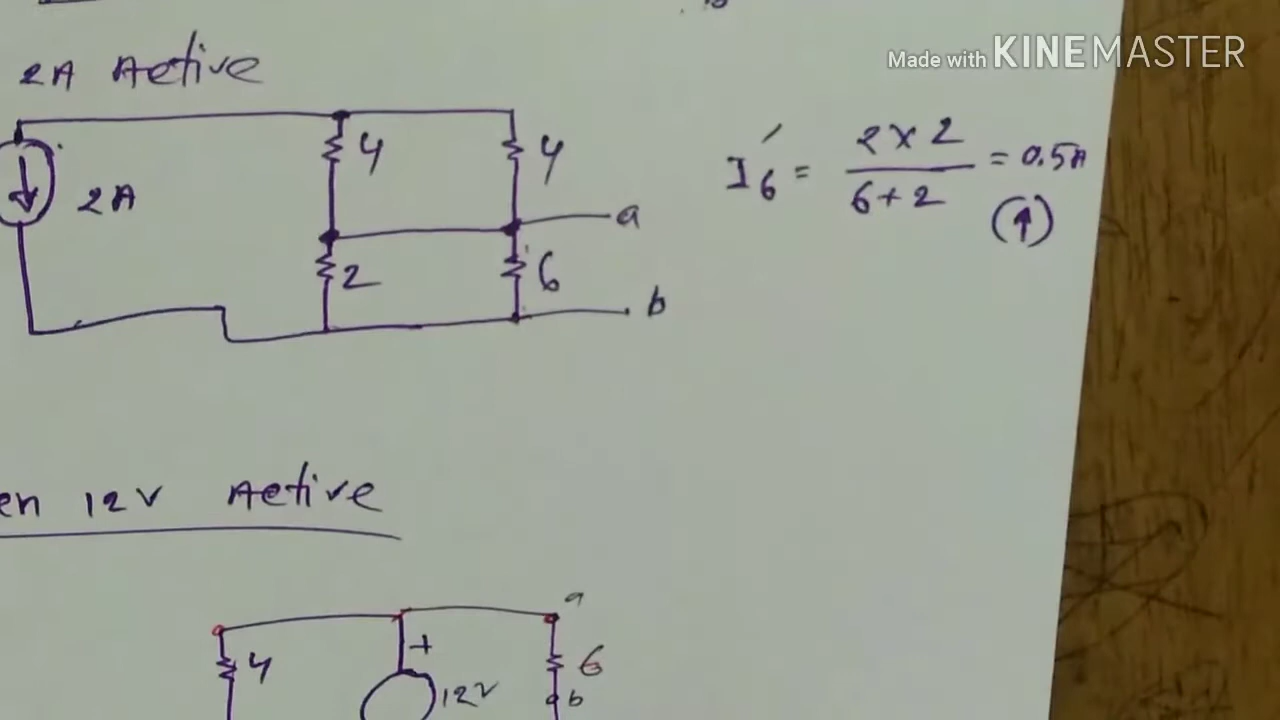 Made with KINEMASTER
2A Active
4
4
2A
a
2
6
b
I'6 = 2 x 2 / 6 + 2 = 0.5A
(↑)
en 12V Active
a
+
4
6
12V
b